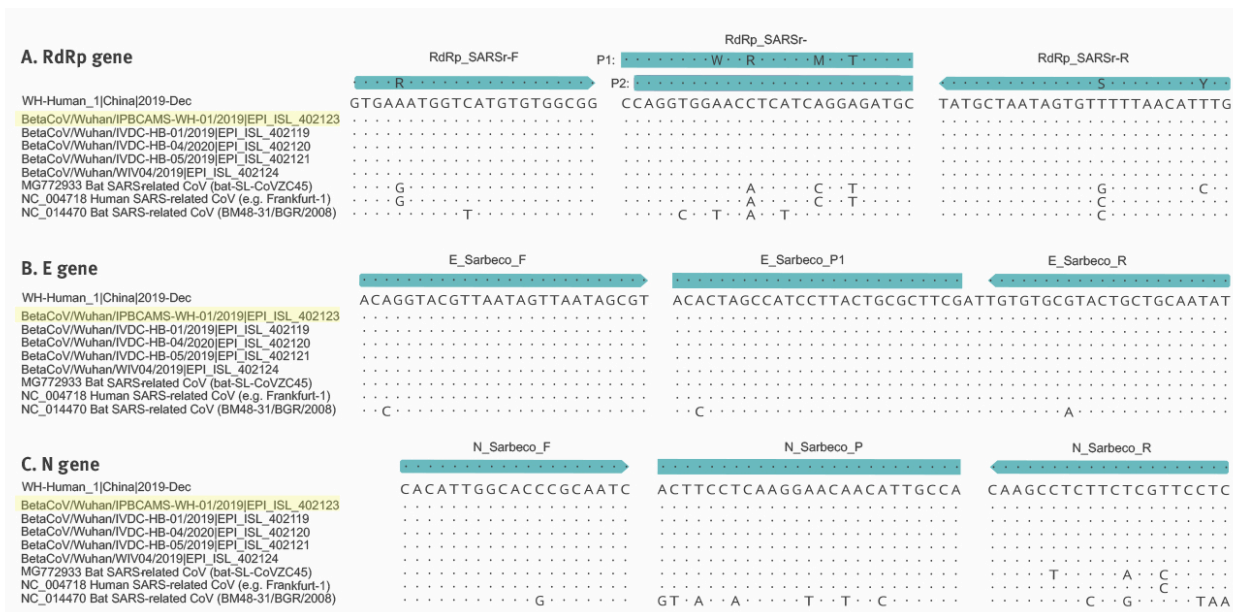 A. RdRp gene
RdRp_SARSr-F
RdRp_SARSr-
RdRp_SARSr-R
P1: W R M T
R P2: S Y
WH-Human_1|China|2019-Dec GTGAAATGGTCATGTGTGGCGG CCAGGTGGAACCTCATCAGGAGATGC TATGCTAATAGTGTTTTTAACATTTG
BetaCoV/Wuhan/IPBCAMS-WH-01/2019|EPI_ISL_402123
BetaCoV/Wuhan/IVDC-HB-01/2019|EPI_ISL_402119
BetaCoV/Wuhan/IVDC-HB-04/2020|EPI_ISL_402120
BetaCoV/Wuhan/IVDC-HB-05/2019|EPI_ISL_402121
BetaCoV/Wuhan/WIV04/2019|EPI_ISL_402124
MG772933 Bat SARS-related CoV (bat-SL-CoVZC45) G A C T G C
NC_004718 Human SARS-related CoV (e.g. Frankfurt-1) G A C T C
NC_014470 Bat SARS-related CoV (BM48-31/BGR/2008) T C T A T C
B. E gene
E_Sarbeco_F
E_Sarbeco_P1
E_Sarbeco_R
WH-Human_1|China|2019-Dec ACAGGTACGTTAATAGTTAATAGCGT ACACTAGCCATCCTTACTGCGCTTCGATTGTGTGCGTACTGCTGCAATAT
BetaCoV/Wuhan/IPBCAMS-WH-01/2019|EPI_ISL_402123
BetaCoV/Wuhan/IVDC-HB-01/2019|EPI_ISL_402119
BetaCoV/Wuhan/IVDC-HB-04/2020|EPI_ISL_402120
BetaCoV/Wuhan/IVDC-HB-05/2019|EPI_ISL_402121
BetaCoV/Wuhan/WIV04/2019|EPI_ISL_402124
MG772933 Bat SARS-related CoV (bat-SL-CoVZC45)
NC_004718 Human SARS-related CoV (e.g. Frankfurt-1)
NC_014470 Bat SARS-related CoV (BM48-31/BGR/2008) C C A
C. N gene
N_Sarbeco_F
N_Sarbeco_P
N_Sarbeco_R
WH-Human_1|China|2019-Dec CACATTGGCACCCGCAATC ACTTCCTCAAGGAACAACATTGCCA CAAGCCTCTTCTCGTTCCTC
BetaCoV/Wuhan/IPBCAMS-WH-01/2019|EPI_ISL_402123
BetaCoV/Wuhan/IVDC-HB-01/2019|EPI_ISL_402119
BetaCoV/Wuhan/IVDC-HB-04/2020|EPI_ISL_402120
BetaCoV/Wuhan/IVDC-HB-05/2019|EPI_ISL_402121
BetaCoV/Wuhan/WIV04/2019|EPI_ISL_402124
MG772933 Bat SARS-related CoV (bat-SL-CoVZC45) T A C
NC_004718 Human SARS-related CoV (e.g. Frankfurt-1) C
NC_014470 Bat SARS-related CoV (BM48-31/BGR/2008) G GT A A T T C C G TAA